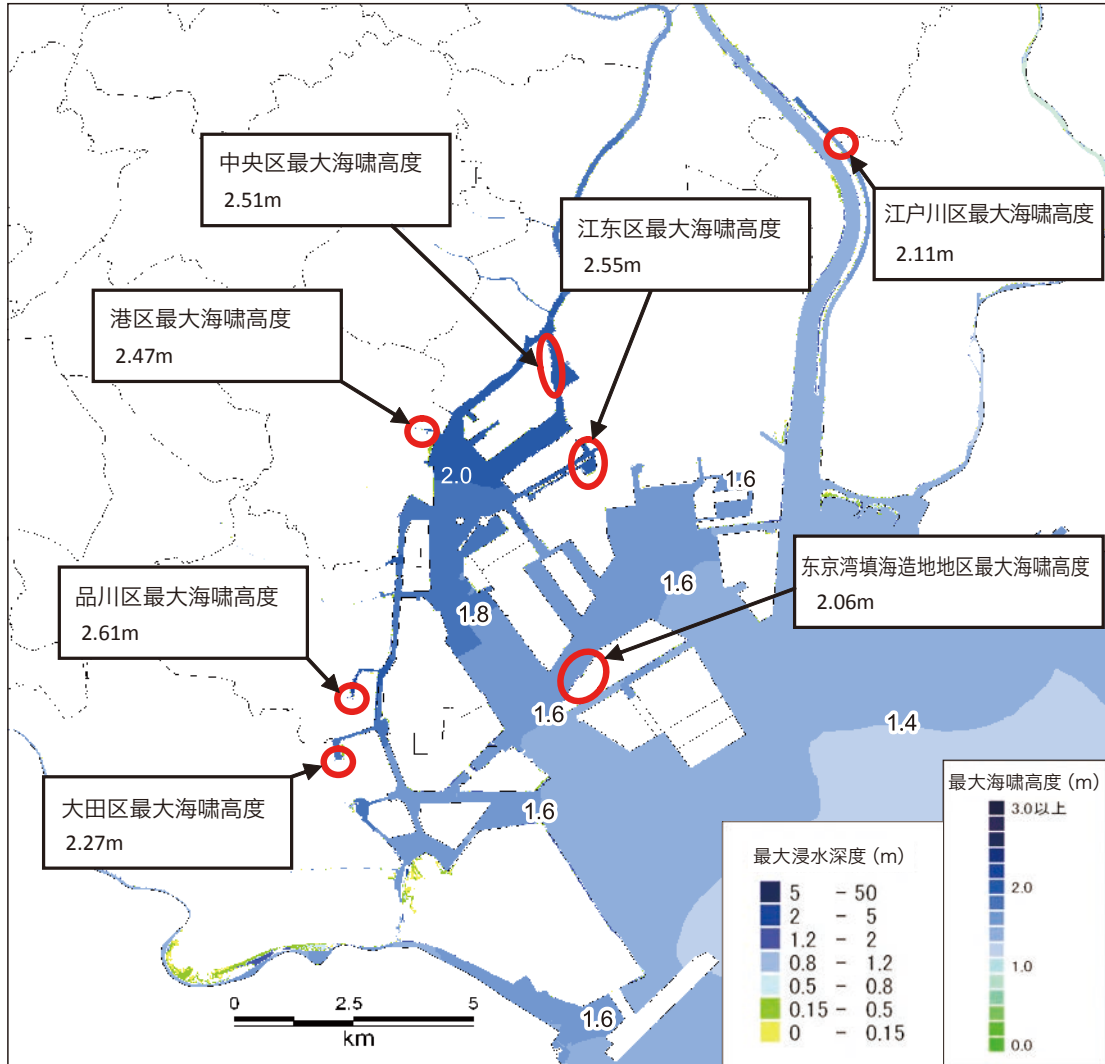 中央区最大海啸高度
2.51m
江东区最大海啸高度
2.55m
江户川区最大海啸高度
2.11m
港区最大海啸高度
2.47m
2.0
1.6
东京湾填海造地地区最大海啸高度
2.06m
1.6
品川区最大海啸高度
2.61m
1.8
1.6
1.4
大田区最大海啸高度
2.27m
1.6
1.6
最大浸水深度(m)
5 - 50
2 - 5
1.2 - 2
0.8 - 1.2
0.5 - 0.8
0.15 - 0.5
0 - 0.15
最大海啸高度(m)
3.0以上
2.0
1.0
0.0
0 2.5 5
km